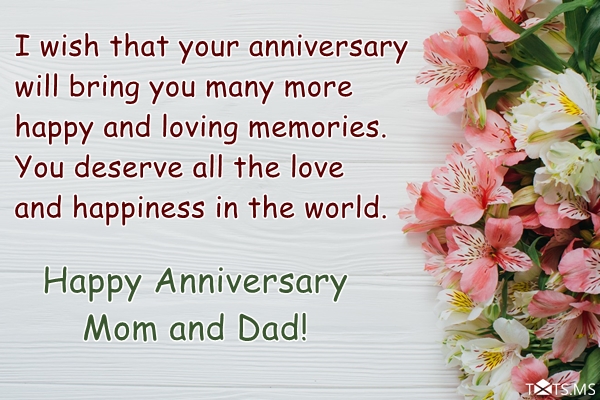 I wish that your anniversary
will bring you many more
happy and loving memories.
You deserve all the love
and happiness in the world.
Happy Anniversary
Mom and Dad!
TXTS.MS